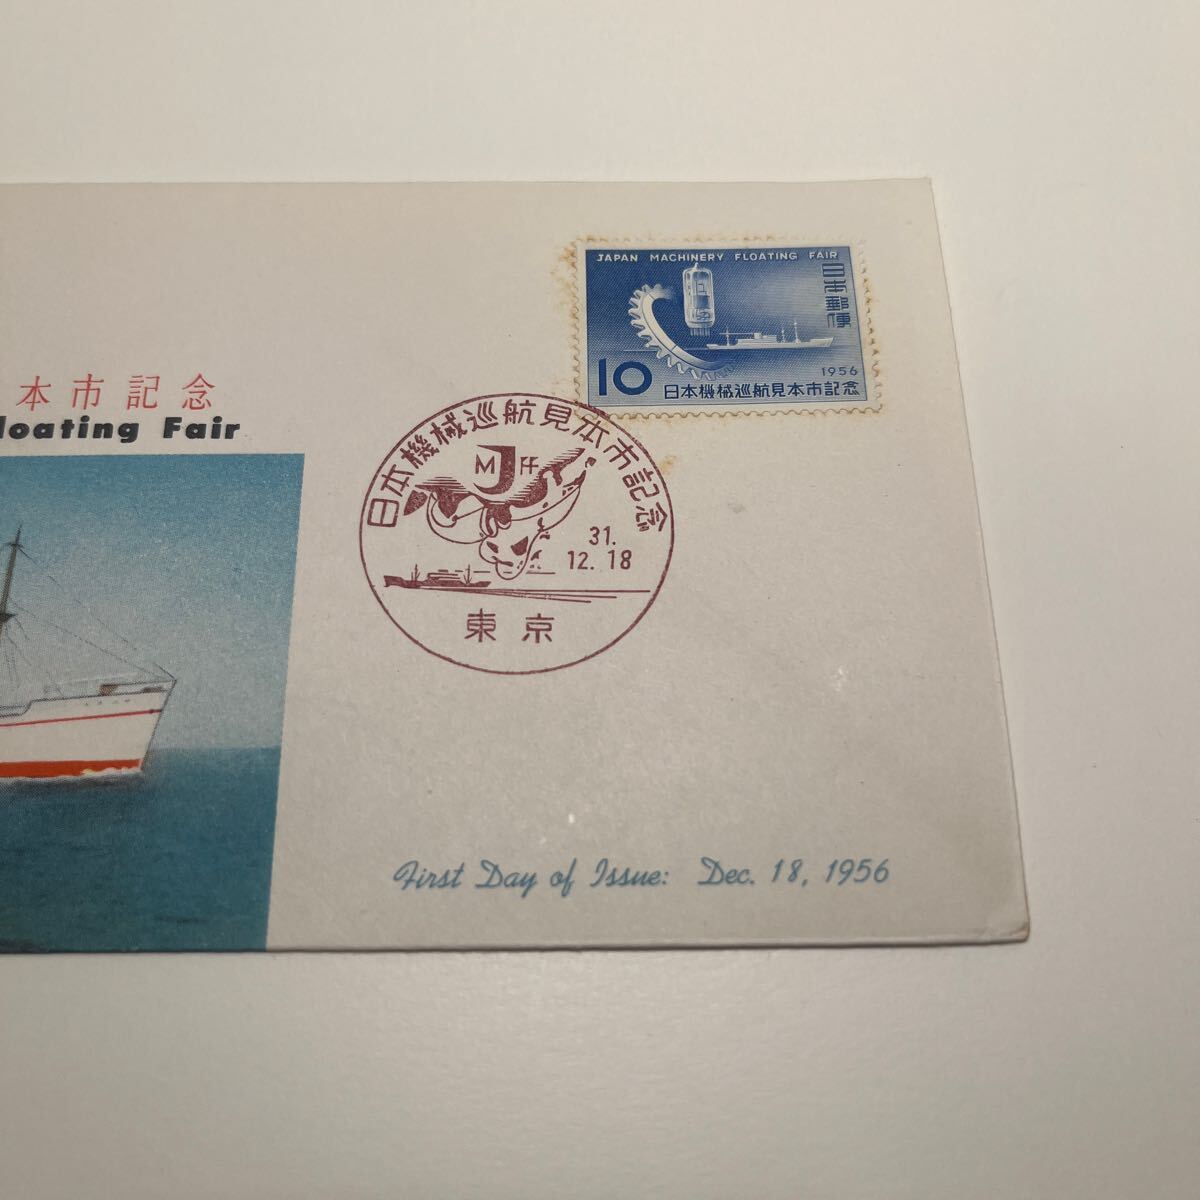 JAPAN MACHINERY FLOATING FAIR
日本郵便
1956
10
日本機械巡航見本市記念
本市記念
loating Fair
日本機械巡航見本市記念
M J FF
31.
12. 18
東京
First Day of Issue: Dec. 18, 1956